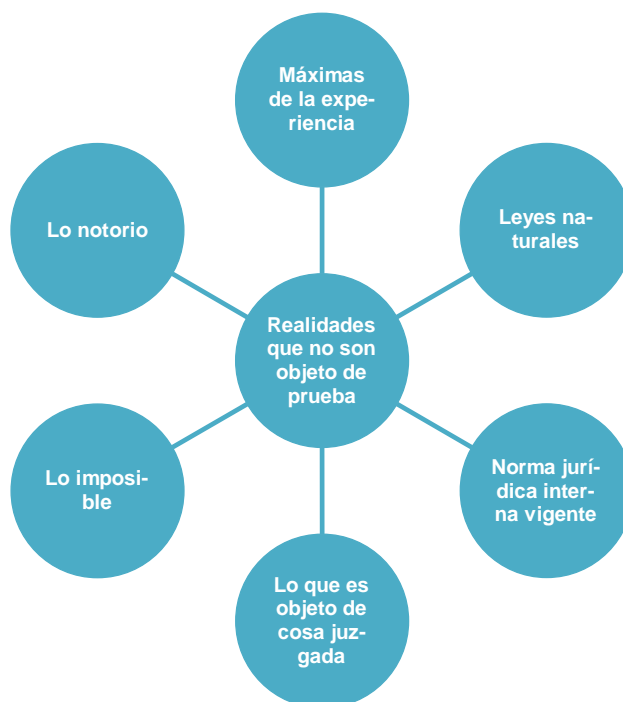 Máximas
de la expe-
riencia
Lo notorio
Leyes na-
turales
Realidades
que no son
objeto de
prueba
Lo imposi-
ble
Norma jurí-
dica inter-
na vigente
Lo que es
objeto de
cosa juz-
gada